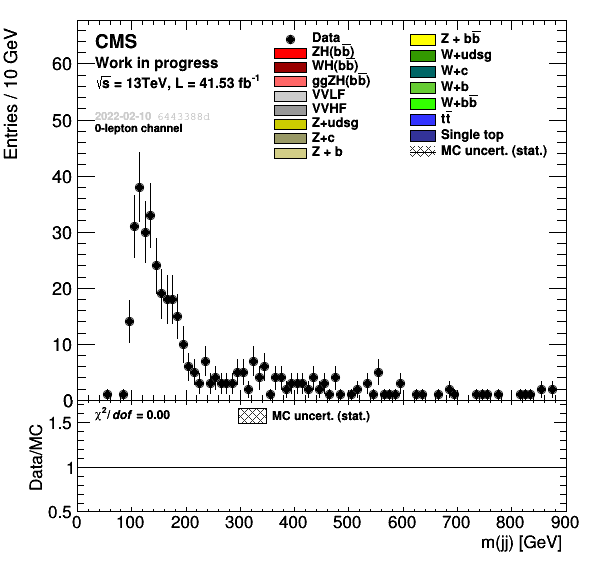 CMS
Work in progress
√s = 13TeV, L = 41.53 fb⁻¹
2022-02-10 6443388d
0-lepton channel
Data
ZH(bb̅)
WH(bb̅)
ggZH(bb̅)
VVLF
VVHF
Z+udsg
Z+c
Z + b
Z + bb̅
W+udsg
W+c
W+b
W+bb̅
tt̅
Single top
MC uncert. (stat.)
Entries / 10 GeV
60
50
40
30
20
10
0
χ²/dof = 0.00
MC uncert. (stat.)
Data/MC
1.5
1
0.5
0 100 200 300 400 500 600 700 800 900
m(jj) [GeV]